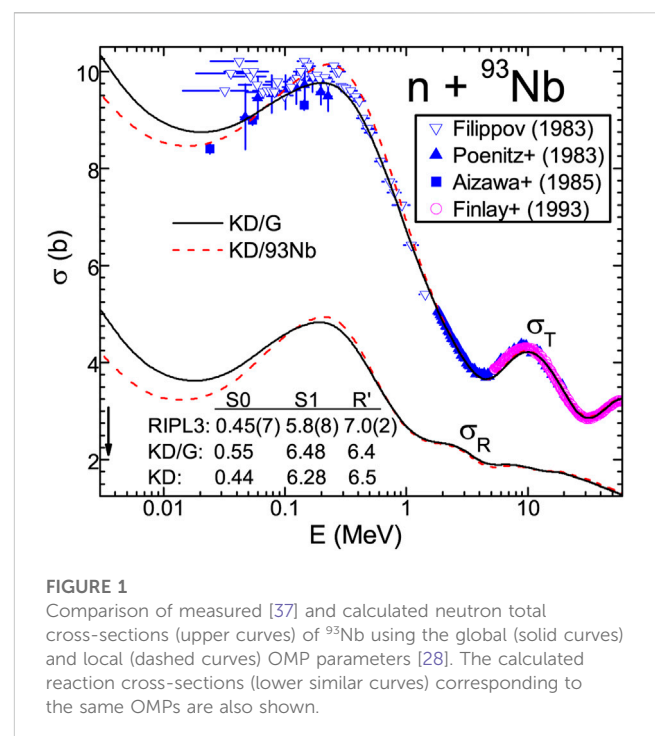 n + ⁹³Nb
Filippov (1983)
Poenitz+ (1983)
Aizawa+ (1985)
Finlay+ (1993)
KD/G
KD/93Nb
σ (b)
10
8
6
4
2
σT
σR
S0 S1 R'
RIPL3: 0.45(7) 5.8(8) 7.0(2)
KD/G: 0.55 6.48 6.4
KD: 0.44 6.28 6.5
0.01 0.1 1 10
E (MeV)
FIGURE 1
Comparison of measured [37] and calculated neutron total
cross-sections (upper curves) of ⁹³Nb using the global (solid curves)
and local (dashed curves) OMP parameters [28]. The calculated
reaction cross-sections (lower similar curves) corresponding to
the same OMPs are also shown.